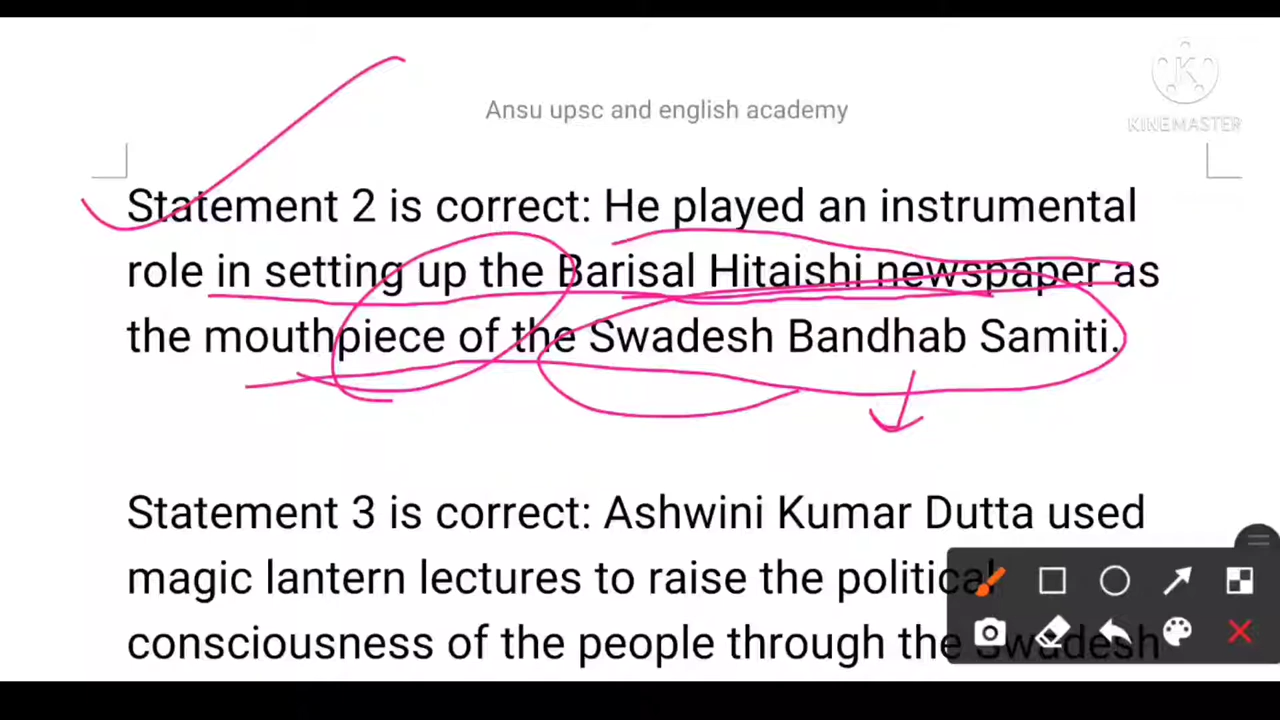 Ansu upsc and english academy
KINEMASTER
Statement 2 is correct: He played an instrumental
role in setting up the Barisal Hitaishi newspaper as
the mouthpiece of the Swadesh Bandhab Samiti.
Statement 3 is correct: Ashwini Kumar Dutta used
magic lantern lectures to raise the political
consciousness of the people through the Swadesh